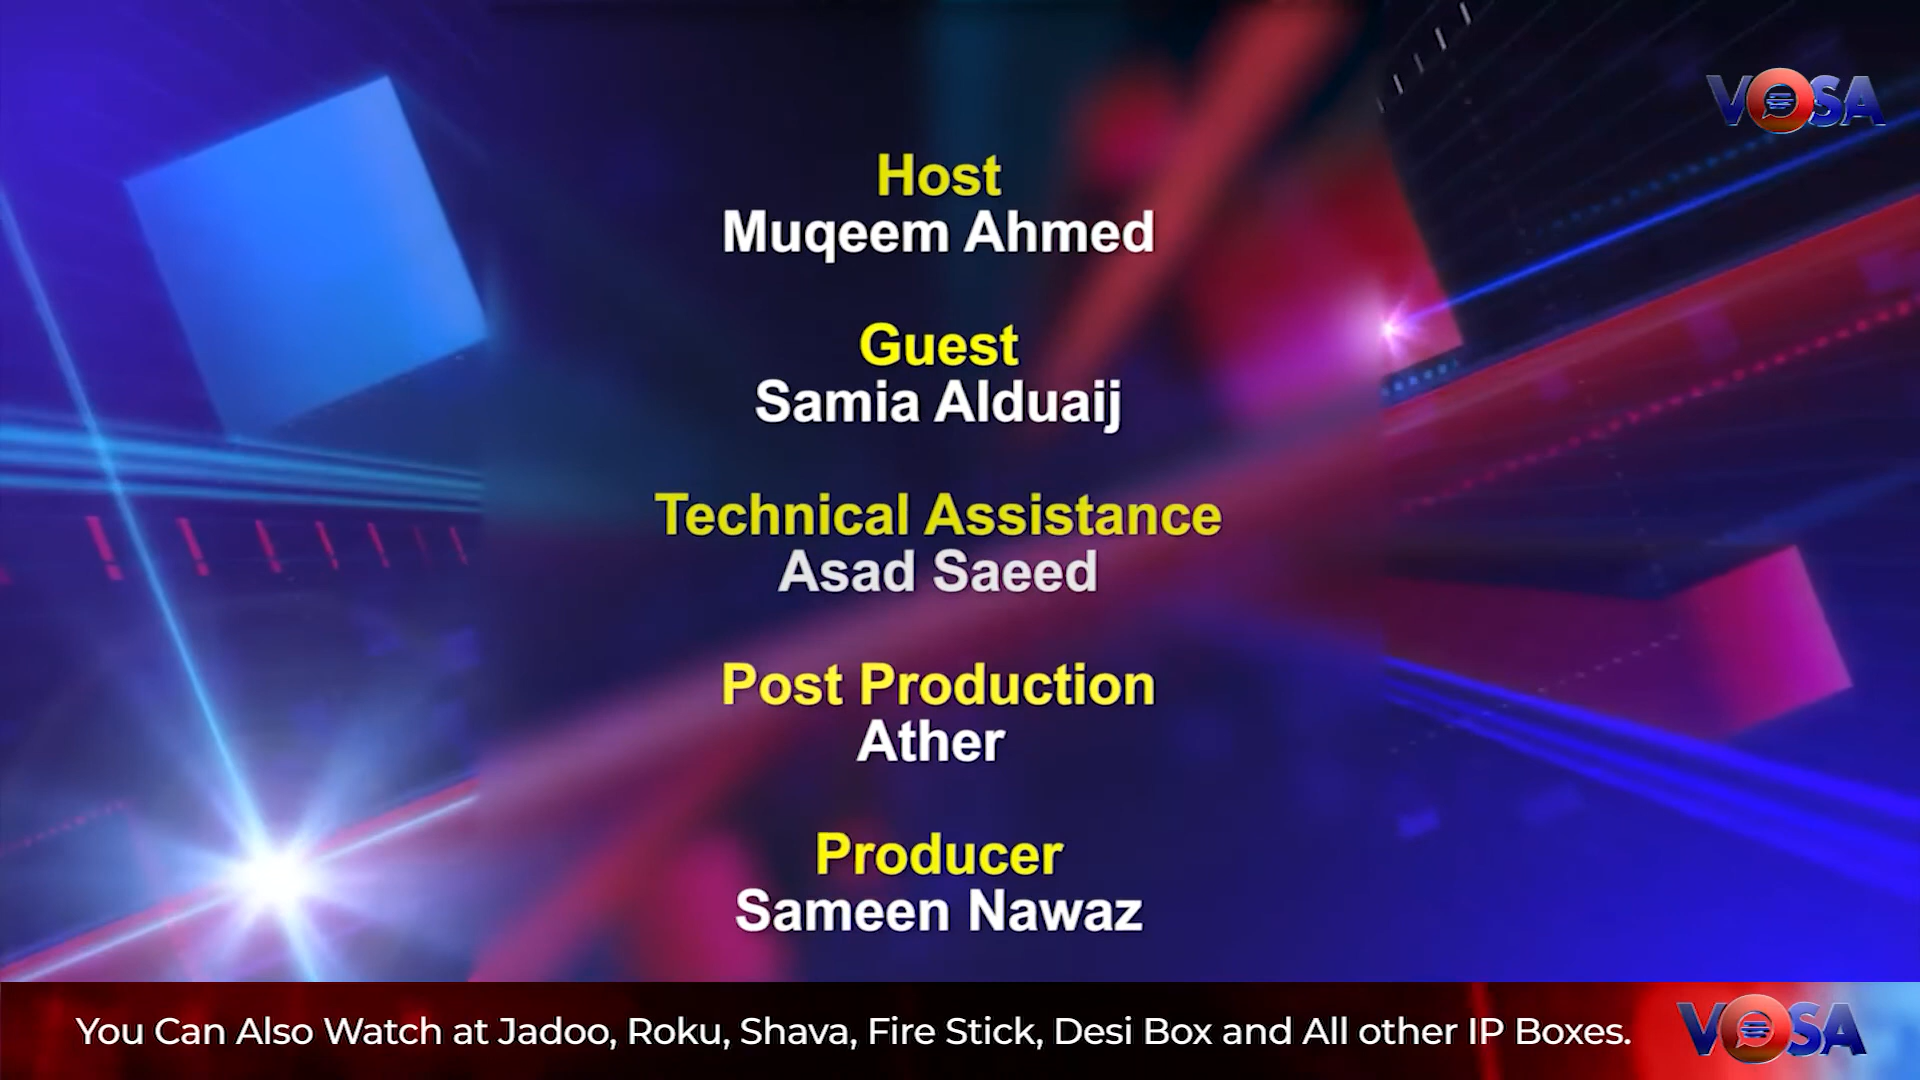 VOSA
Host
Muqeem Ahmed
Guest
Samia Alduaij
Technical Assistance
Asad Saeed
Post Production
Ather
Producer
Sameen Nawaz
You Can Also Watch at Jadoo, Roku, Shava, Fire Stick, Desi Box and All other IP Boxes.
VOSA